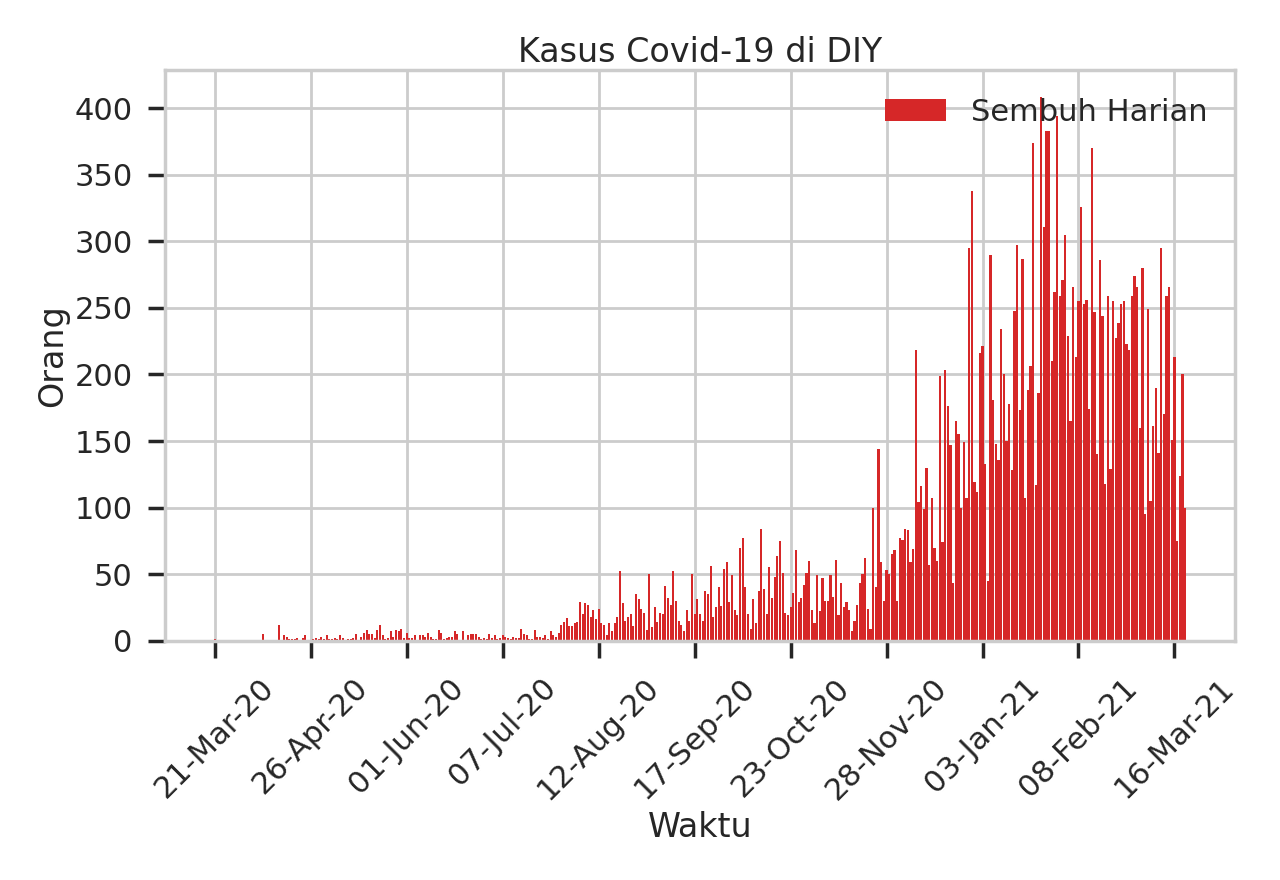 Kasus Covid-19 di DIY
Sembuh Harian
400
350
300
250
200
150
100
50
0
Orang
21-Mar-20
26-Apr-20
01-Jun-20
07-Jul-20
12-Aug-20
17-Sep-20
23-Oct-20
28-Nov-20
03-Jan-21
08-Feb-21
16-Mar-21
Waktu